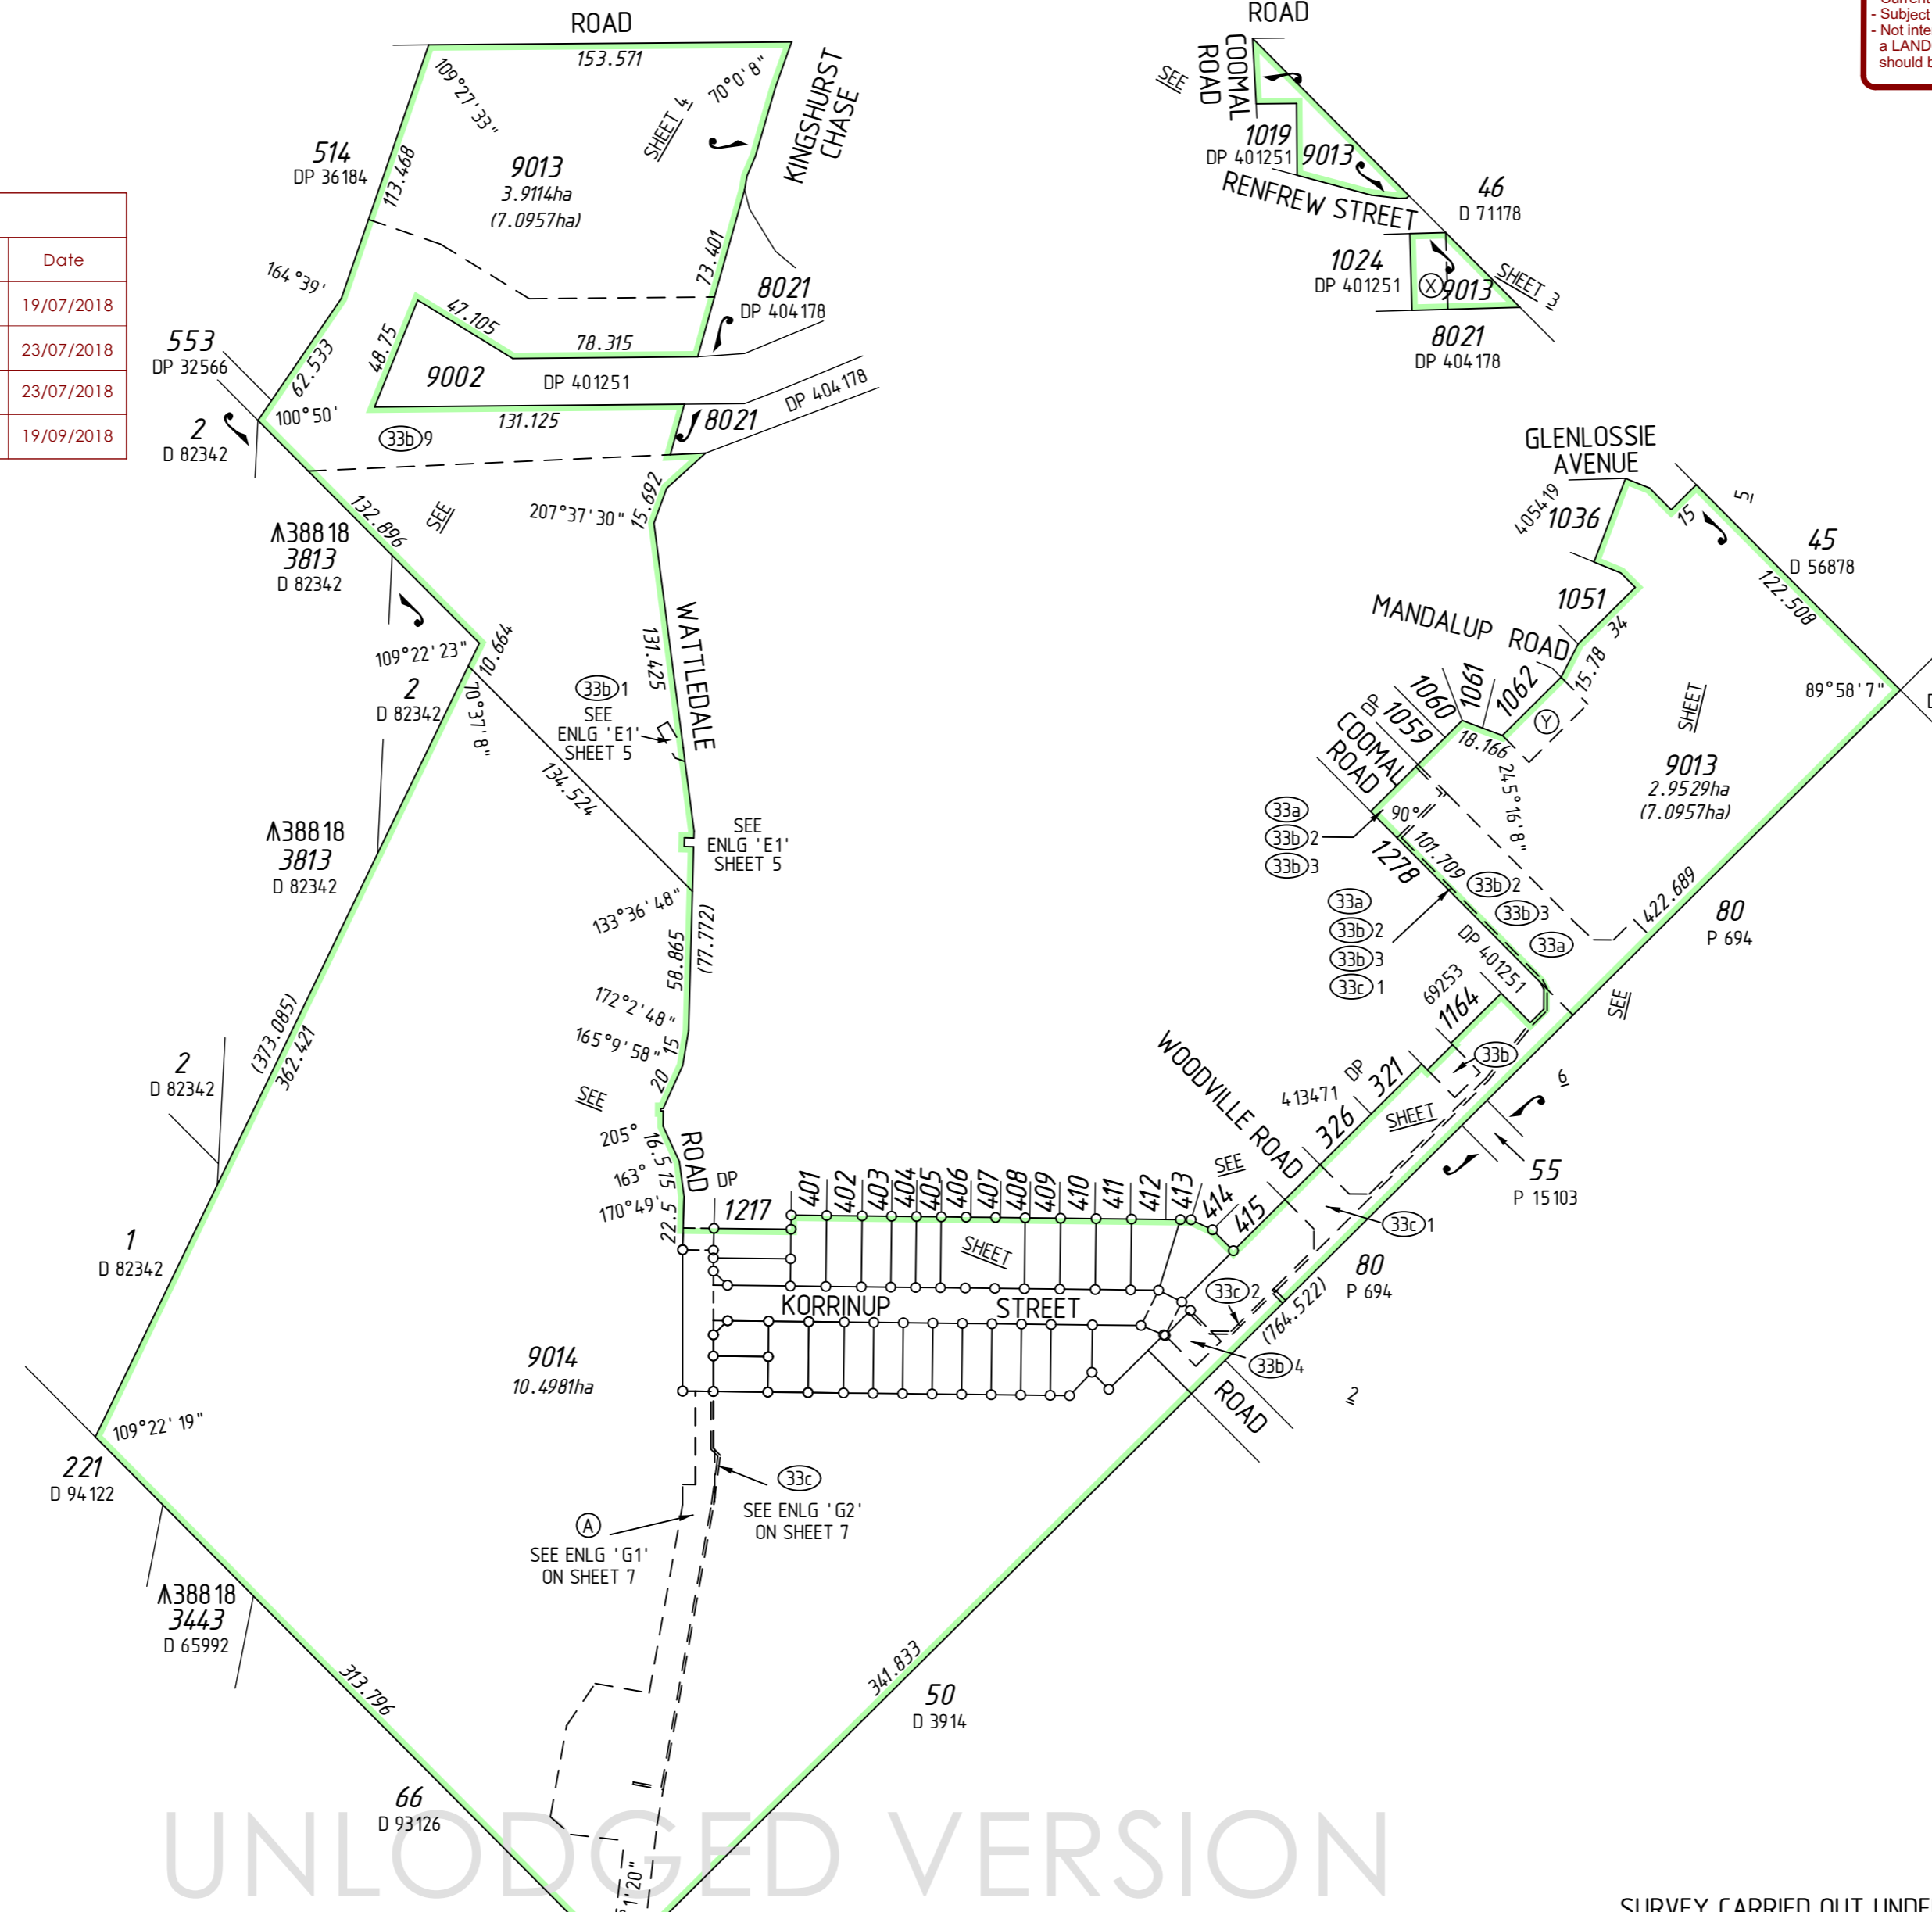 ROAD
153.571
109°27'33"
70°0'8"
KINGSHURST
CHASE
SHEET 4
514
DP 36184
113.468
9013
3.9114ha
(7.0957ha)
73.401
8021
DP 404178
164°39'
47.105
78.315
48.75
9002
DP 401251
553
DP 32566
62.533
100°50'
131.125
DP 404178
8021
2
D 82342
33b 9
Date
19/07/2018
23/07/2018
23/07/2018
19/09/2018
132.896
SEE
207°37'30"
15.692
38818
3813
D 82342
109°22'23"
10.664
2
D 82342
70°37'8"
131.425
WATTLEDALE
33b 1
SEE
ENLG 'E1'
SHEET 5
134.524
SEE
ENLG 'E1'
SHEET 5
38818
3813
D 82342
133°36'48"
58.865
(77.772)
172°2'48"
165°9'58"
15
20
SEE
(373.085)
362.421
2
D 82342
205°
16.5
163°
15
170°49'
22.5
ROAD
DP
1217
401
402
403
404
405
406
407
408
409
410
411
412
413
414
415
SEE
SHEET
KORRINUP STREET
1
D 82342
9014
10.4981ha
109°22'19"
221
D 94122
33c
SEE ENLG 'G2'
ON SHEET 7
A
SEE ENLG 'G1'
ON SHEET 7
38818
3443
D 65992
313.796
341.833
50
D 3914
66
D 93126
1'20"
UNLODGED VERSION
ROAD
COOMAL
ROAD
SEE
1019
DP 401251
9013
RENFREW STREET
46
D 71178
1024
DP 401251
X
9013
SHEET 3
8021
DP 404178
- Subject
- Not inte
a LAND
should b
GLENLOSSIE
AVENUE
405419
1036
15
5
45
D 56878
122.508
1051
34
MANDALUP ROAD
15.78
89°58'7"
1062
1061
1060
DP
1059
COOMAL
ROAD
18.166
Y
SHEET
9013
2.9529ha
(7.0957ha)
245°16'8"
90°
33a
33b 2
33b 3
101.709
1278
33b 2
33b 3
33a
422.689
80
P 694
33a
33b 2
33b 3
33c 1
DP 401251
69253
1164
SEE
33b
6
WOODVILLE ROAD
413471
DP
321
326
SHEET
55
P 15103
33c 1
80
P 694
33c 2
(764.522)
33b 4
ROAD
2
SURVEY CARRIED OUT UNDE